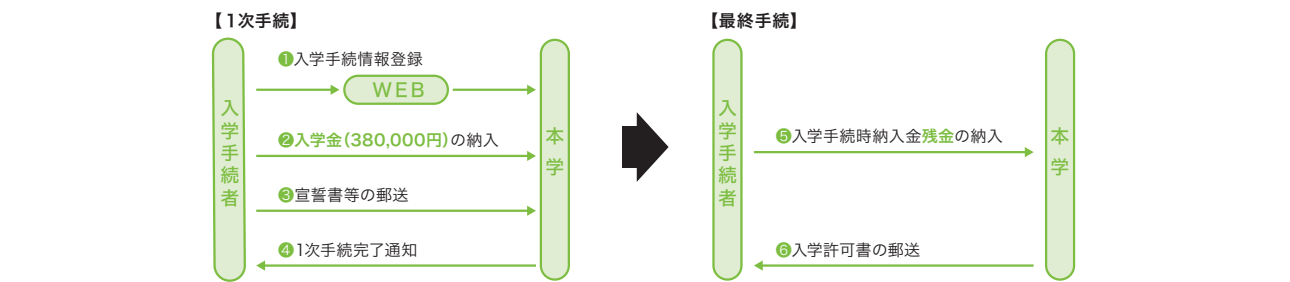 【1次手続】
入学手続者
❶入学手続情報登録
WEB
❷入学金(380,000円)の納入
❸宣誓書等の郵送
❹1次手続完了通知
本学
【最終手続】
入学手続者
❺入学手続時納入金残金の納入
❻入学許可書の郵送
本学